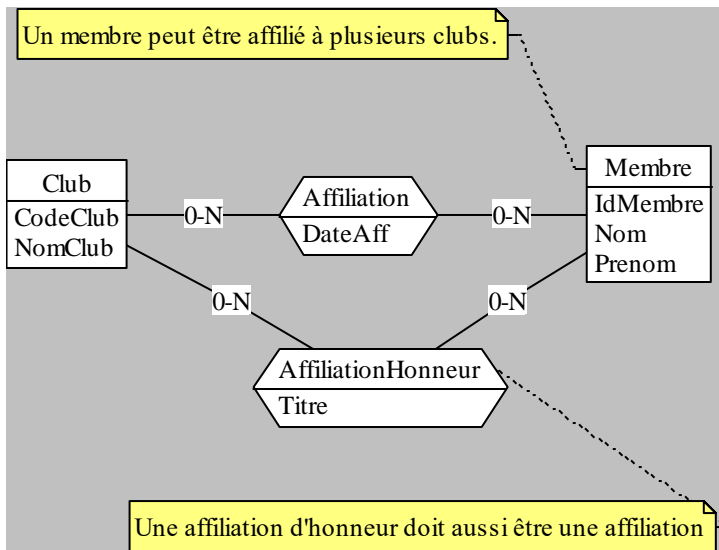 Un membre peut être affilié à plusieurs clubs.
Club
CodeClub
NomClub
0-N
Affiliation
DateAff
0-N
Membre
IdMembre
Nom
Prenom
0-N
0-N
AffiliationHonneur
Titre
Une affiliation d'honneur doit aussi être une affiliation